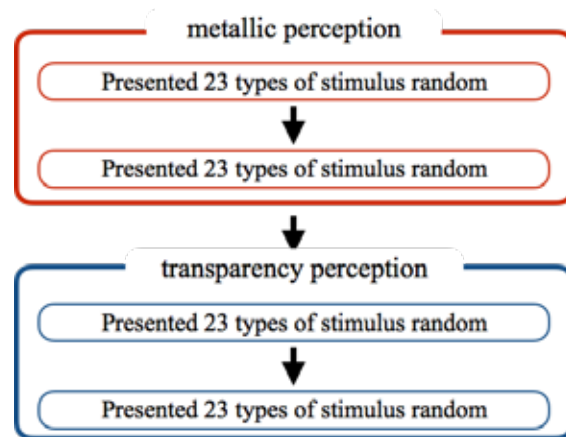 metallic perception
Presented 23 types of stimulus random
Presented 23 types of stimulus random
transparency perception
Presented 23 types of stimulus random
Presented 23 types of stimulus random